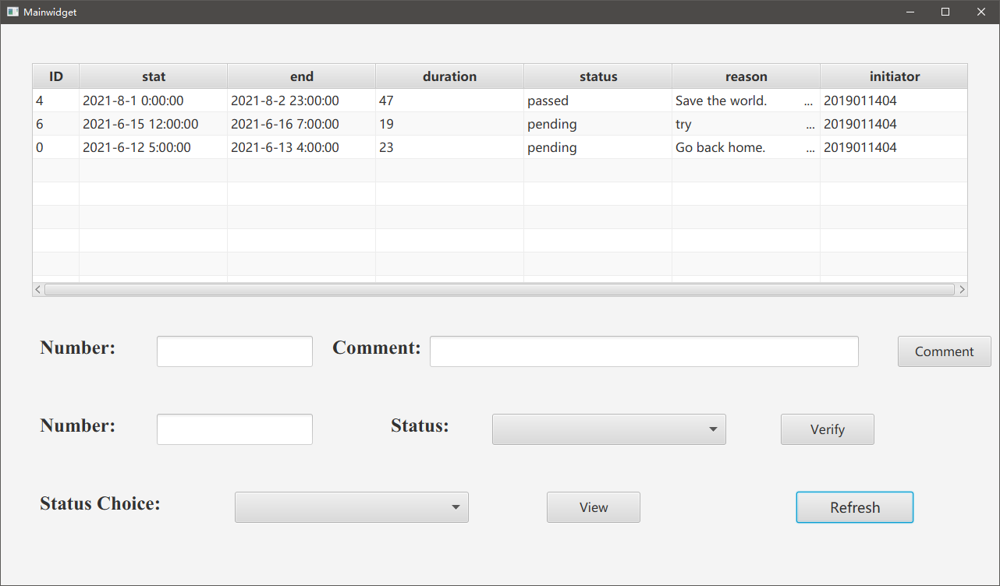 Mainwidget
ID stat end duration status reason initiator
4 2021-8-1 0:00:00 2021-8-2 23:00:00 47 passed Save the world. ... 2019011404
6 2021-6-15 12:00:00 2021-6-16 7:00:00 19 pending try ... 2019011404
0 2021-6-12 5:00:00 2021-6-13 4:00:00 23 pending Go back home. ... 2019011404
Number: Comment: Comment
Number: Status: Verify
Status Choice: View Refresh